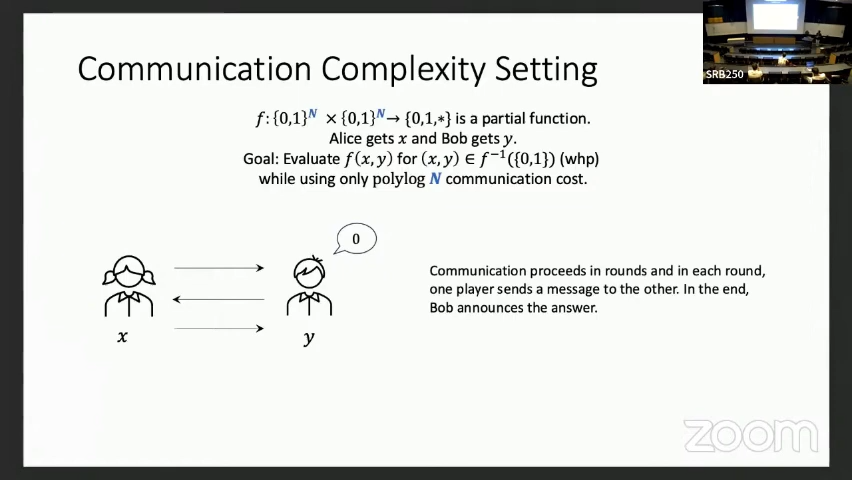 SRB250
Communication Complexity Setting
f: {0,1}^N × {0,1}^N → {0,1,*} is a partial function.
Alice gets x and Bob gets y.
Goal: Evaluate f(x, y) for (x, y) ∈ f⁻¹({0,1}) (whp)
while using only polylog N communication cost.
0
Communication proceeds in rounds and in each round,
one player sends a message to the other. In the end,
Bob announces the answer.
x
y
zoom